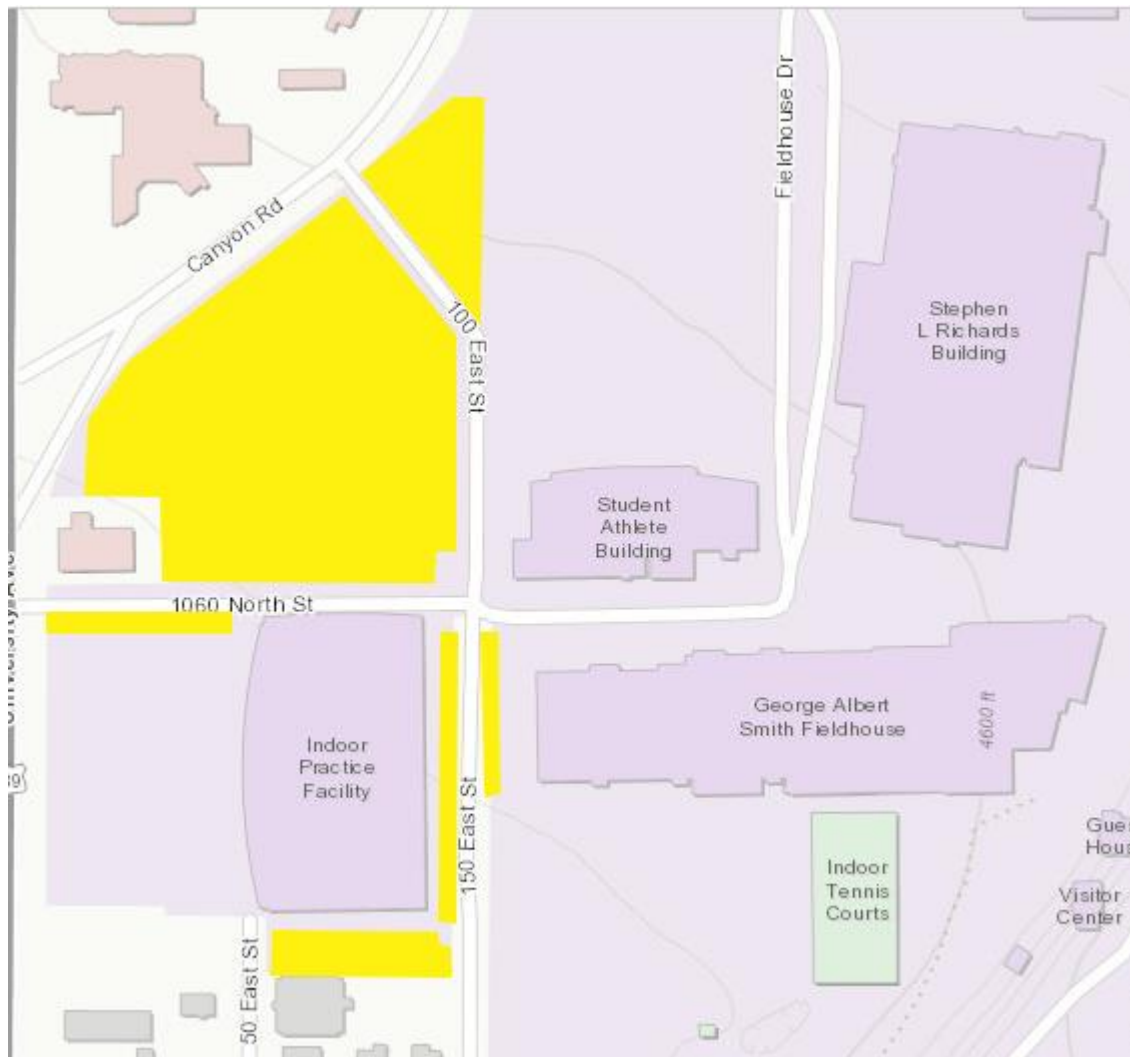 Fieldhouse Dr
Canyon Rd
100 East St
Stephen
L Richards
Building
Student
Athlete
Building
1060 North St
George Albert
Smith Fieldhouse
4600 ft
Indoor
Practice
Facility
150 East St
Indoor
Tennis
Courts
Visitor
Center
50 East St